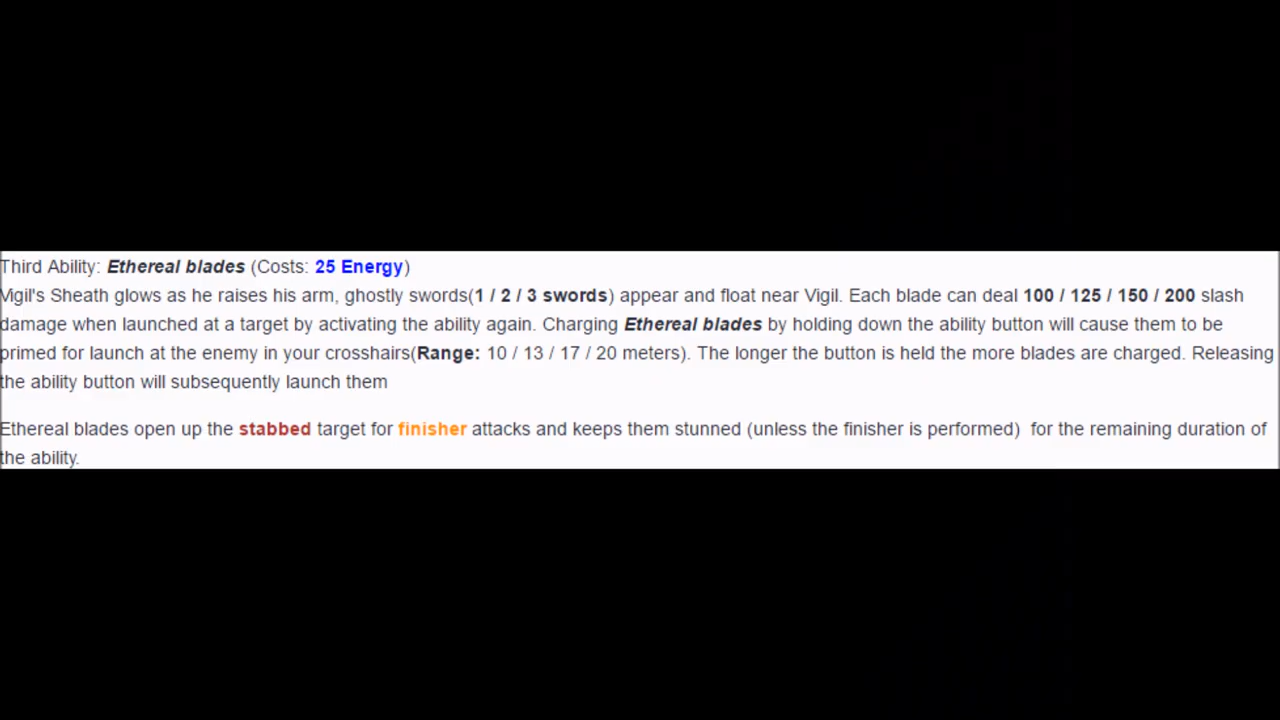 Third Ability: Ethereal blades (Costs: 25 Energy)
Vigil's Sheath glows as he raises his arm, ghostly swords(1 / 2 / 3 swords) appear and float near Vigil. Each blade can deal 100 / 125 / 150 / 200 slash
damage when launched at a target by activating the ability again. Charging Ethereal blades by holding down the ability button will cause them to be
primed for launch at the enemy in your crosshairs(Range: 10 / 13 / 17 / 20 meters). The longer the button is held the more blades are charged. Releasing
the ability button will subsequently launch them
Ethereal blades open up the stabbed target for finisher attacks and keeps them stunned (unless the finisher is performed)  for the remaining duration of
the ability.